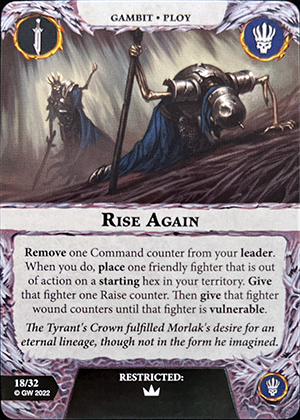 GAMBIT • PLOY
RISE AGAIN
Remove one Command counter from your leader.
When you do, place one friendly fighter that is out
of action on a starting hex in your territory. Give
that fighter one Raise counter. Then give that fighter
wound counters until that fighter is vulnerable.
The Tyrant's Crown fulfilled Morlak's desire for an
eternal lineage, though not in the form he imagined.
18/32
© GW 2022
RESTRICTED: